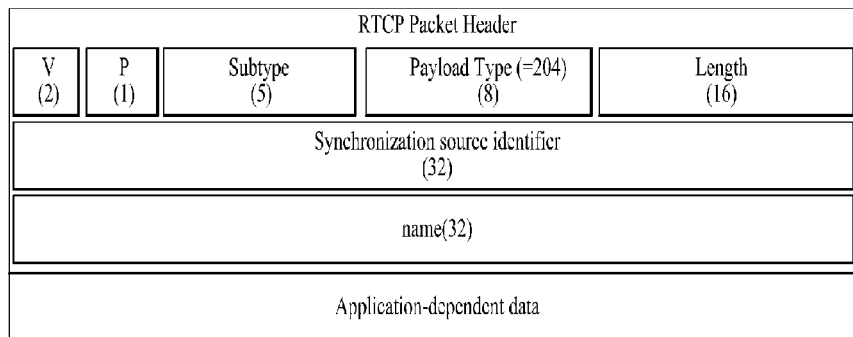 RTCP Packet Header
V P Subtype Payload Type (=204) Length
(2) (1) (5) (8) (16)
Synchronization source identifier
(32)
name(32)
Application-dependent data